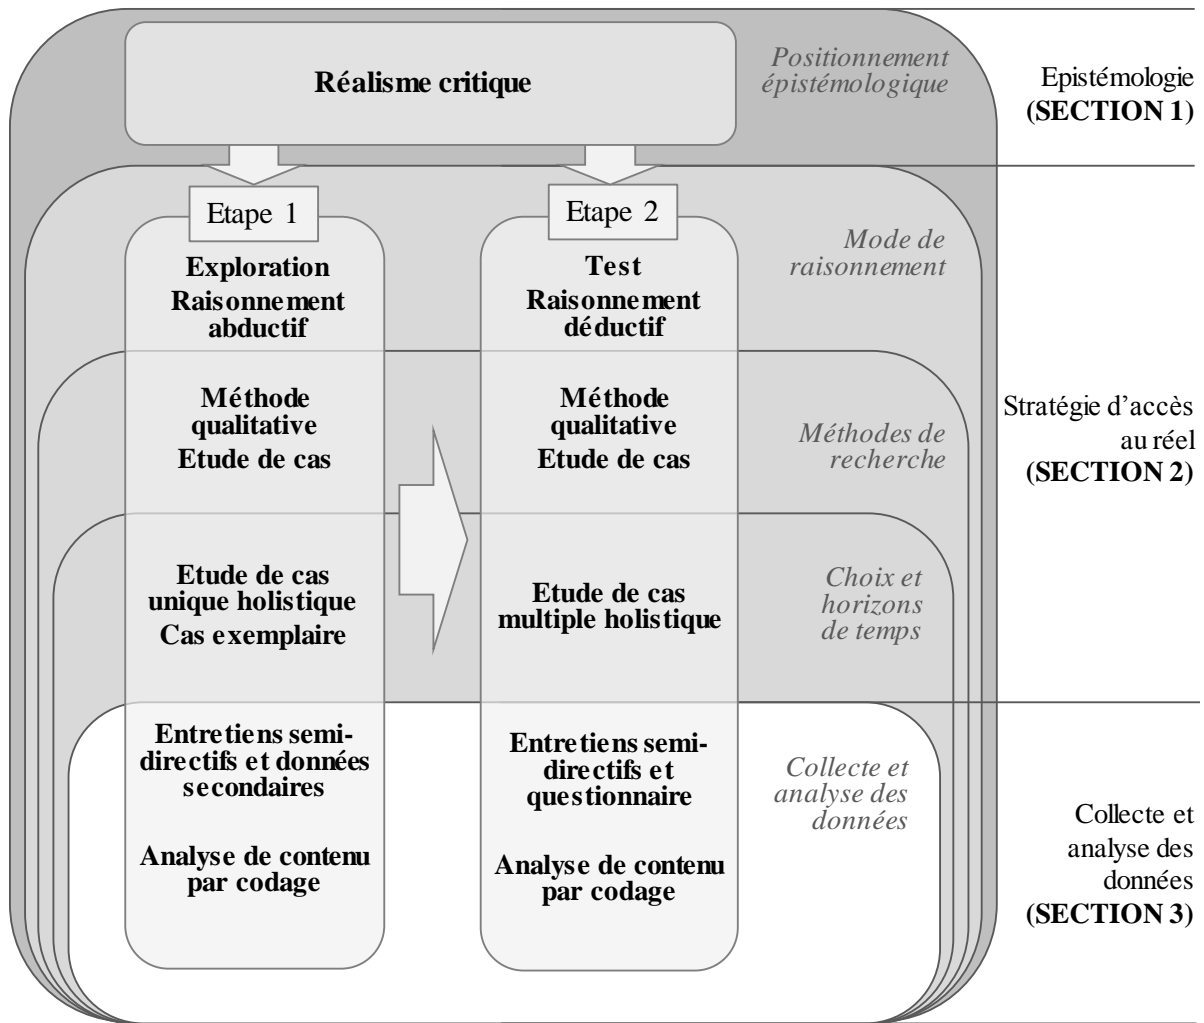 Réalisme critique
Positionnement
épistémologique
Epistémologie
(SECTION 1)
Etape 1
Exploration
Raisonnement
abductif
Etape 2
Test
Raisonnement
déductif
Mode de
raisonnement
Méthode
qualitative
Etude de cas
Méthode
qualitative
Etude de cas
Méthodes de
recherche
Stratégie d'accès
au réel
(SECTION 2)
Etude de cas
unique holistique
Cas exemplaire
Etude de cas
multiple holistique
Choix et
horizons
de temps
Entretiens semi-
directifs et données
secondaires
Analyse de contenu
par codage
Entretiens semi-
directifs et
questionnaire
Analyse de contenu
par codage
Collecte et
analyse des
données
Collecte et
analyse des
données
(SECTION 3)